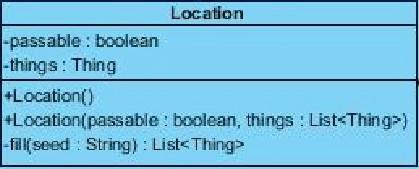 Location
-passable : boolean
-things : Thing
+Location()
+Location(passable : boolean, things : List<Thing>)
-fill(seed : String) : List<Thing>